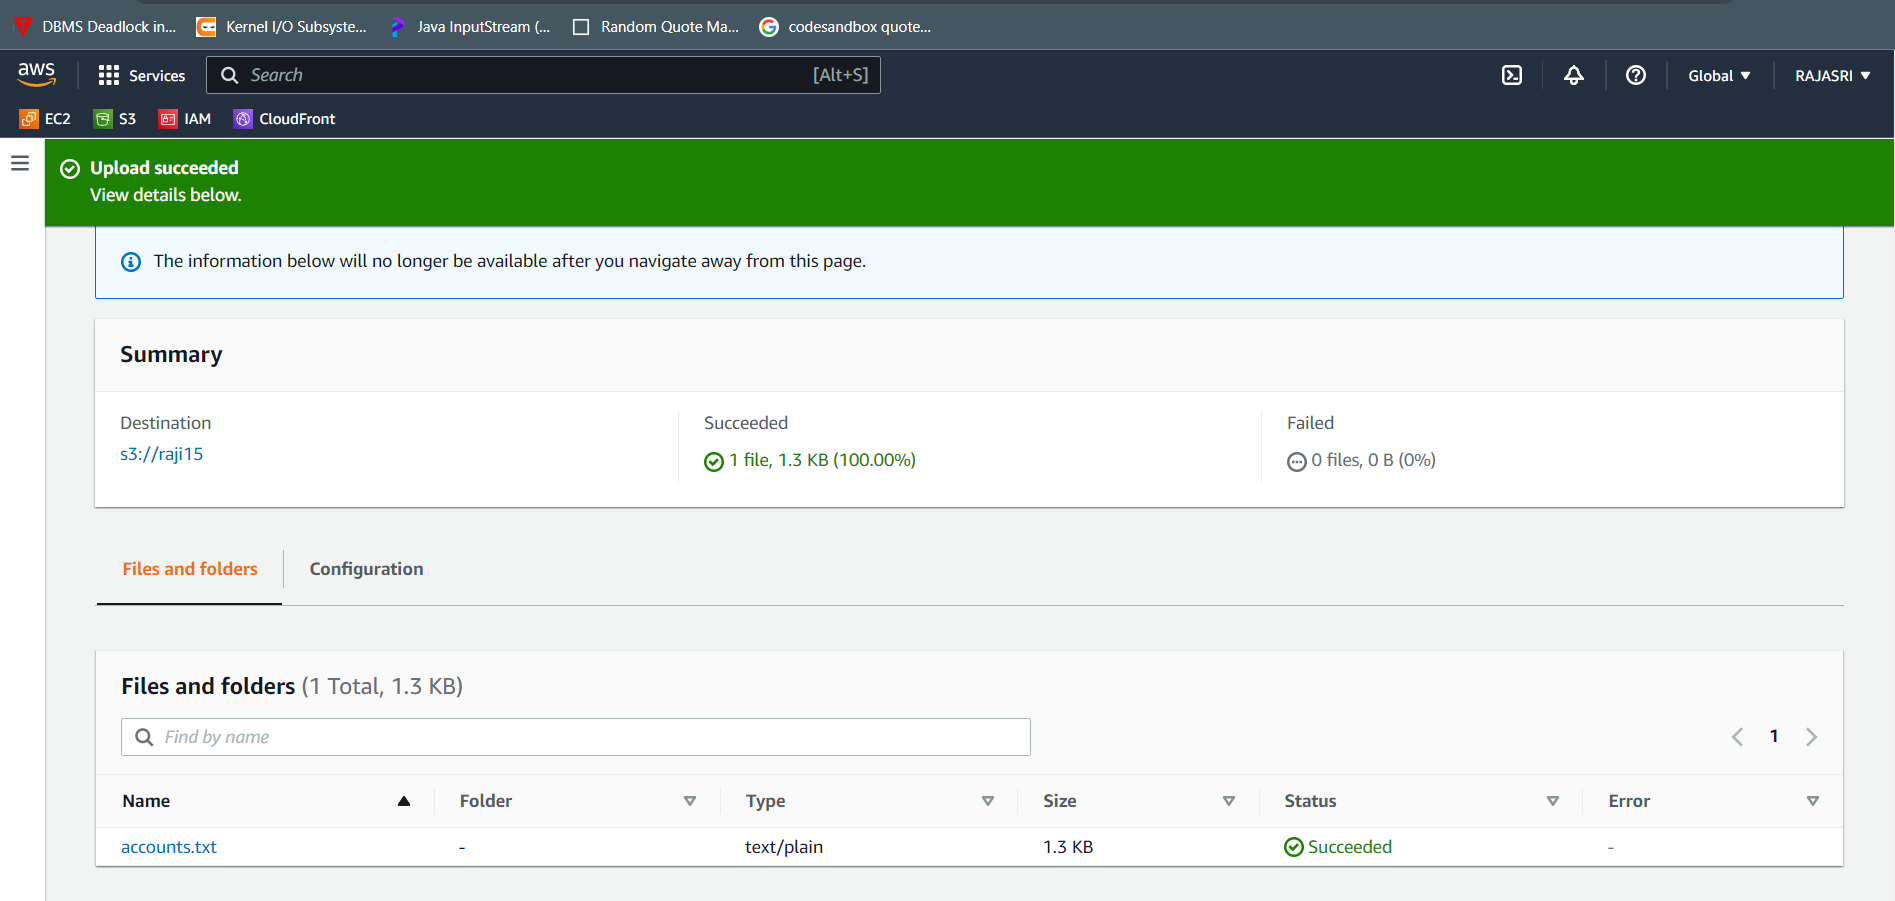 DBMS Deadlock in... Kernel I/O Subsyste... Java InputStream (... Random Quote Ma... codesandbox quote...
aws Services Search [Alt+S] Global RAJASRI
EC2 S3 IAM CloudFront
Upload succeeded
View details below.
The information below will no longer be available after you navigate away from this page.
Summary
Destination Succeeded Failed
s3://raji15 1 file, 1.3 KB (100.00%) 0 files, 0 B (0%)
Files and folders Configuration
Files and folders (1 Total, 1.3 KB)
Find by name 1
Name Folder Type Size Status Error
accounts.txt - text/plain 1.3 KB Succeeded -